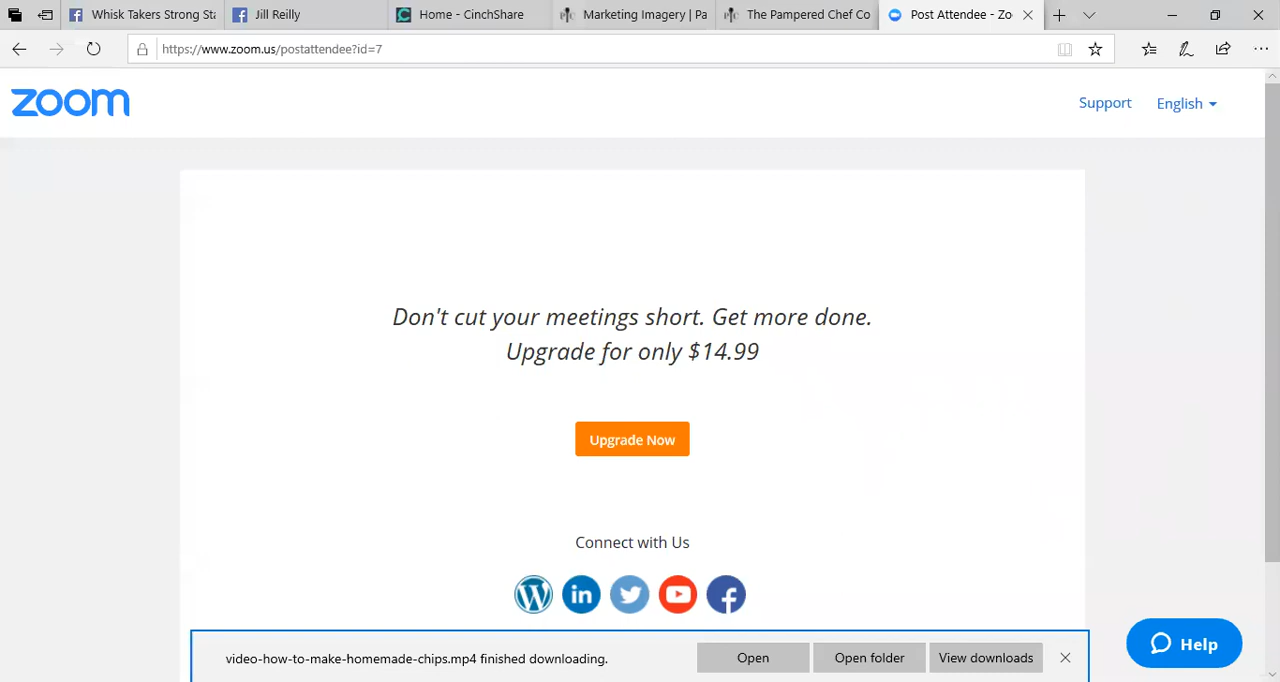 Whisk Takers Strong Sta
Jill Reilly
Home - CinchShare
Marketing Imagery | Pa
The Pampered Chef Co
Post Attendee - Zo
https://www.zoom.us/postattendee?id=7
zoom
Support
English
Don't cut your meetings short. Get more done.
Upgrade for only $14.99
Upgrade Now
Connect with Us
video-how-to-make-homemade-chips.mp4 finished downloading.
Open
Open folder
View downloads
Help